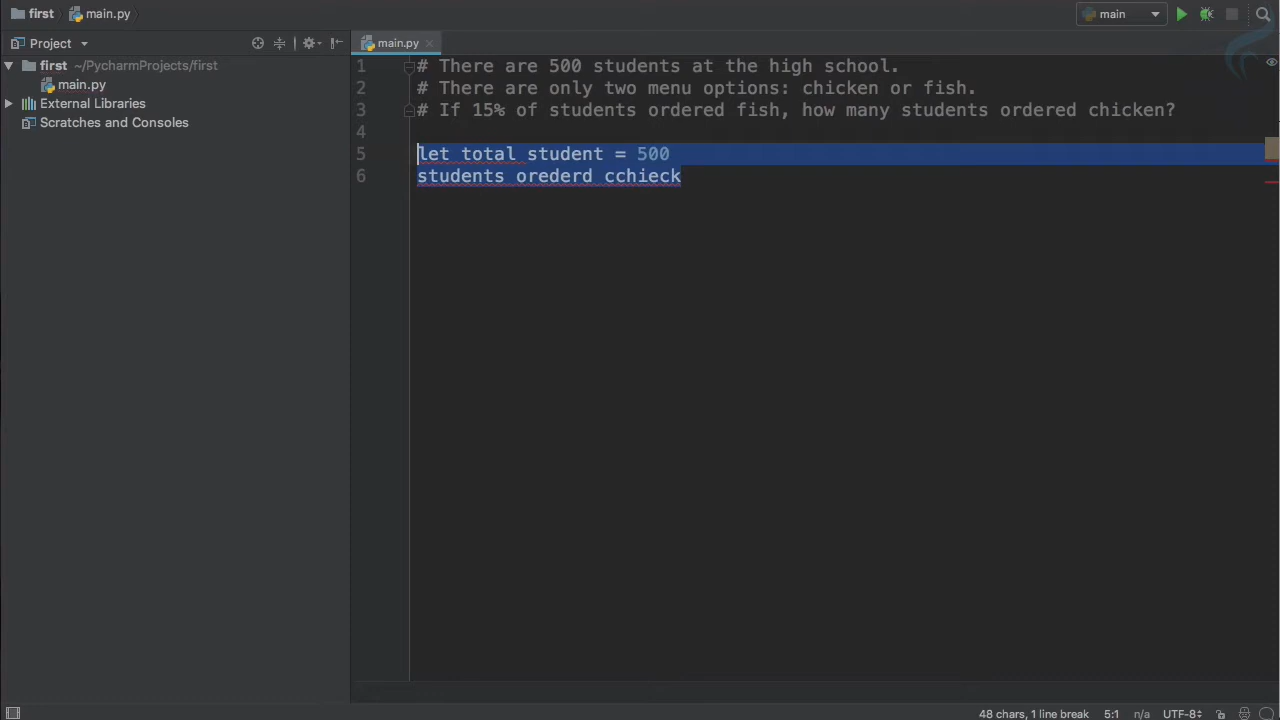 first main.py
main
Project
main.py
first ~/PycharmProjects/first
main.py
External Libraries
Scratches and Consoles
1 # There are 500 students at the high school.
2 # There are only two menu options: chicken or fish.
3 # If 15% of students ordered fish, how many students ordered chicken?
4
5 let total student = 500
6 students orederd cchieck
48 chars, 1 line break 5:1 n/a UTF-8